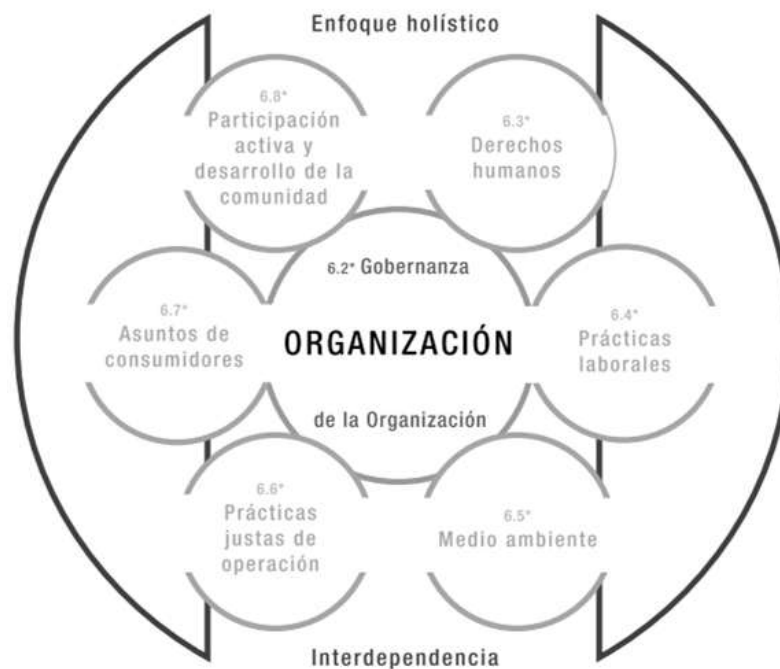 Enfoque holístico
6.8*
Participación
activa y
desarrollo de la
comunidad
6.3*
Derechos
humanos
6.2* Gobernanza
6.7*
Asuntos de
consumidores
ORGANIZACIÓN
6.4*
Prácticas
laborales
de la Organización
6.6*
Prácticas
justas de
operación
6.5*
Medio ambiente
Interdependencia